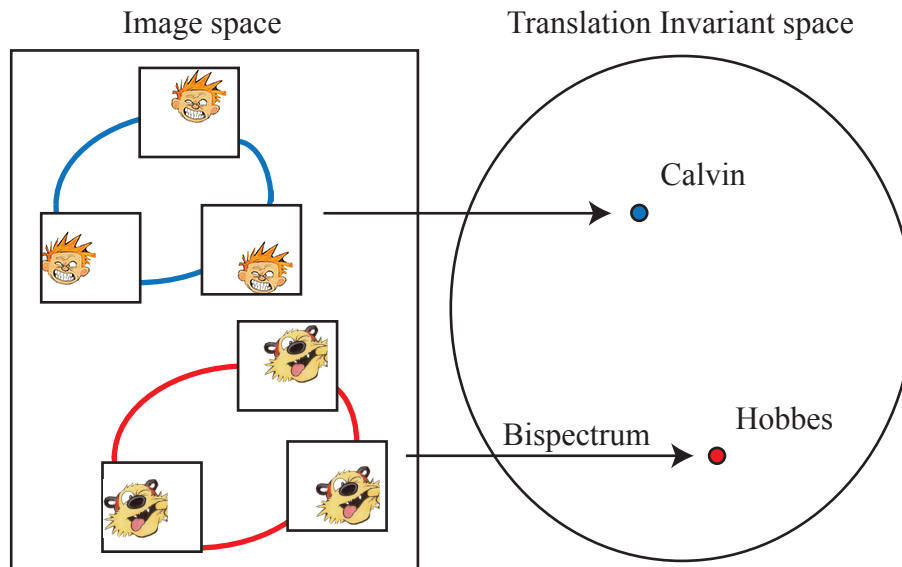 Image space
Translation Invariant space
Calvin
Hobbes
Bispectrum